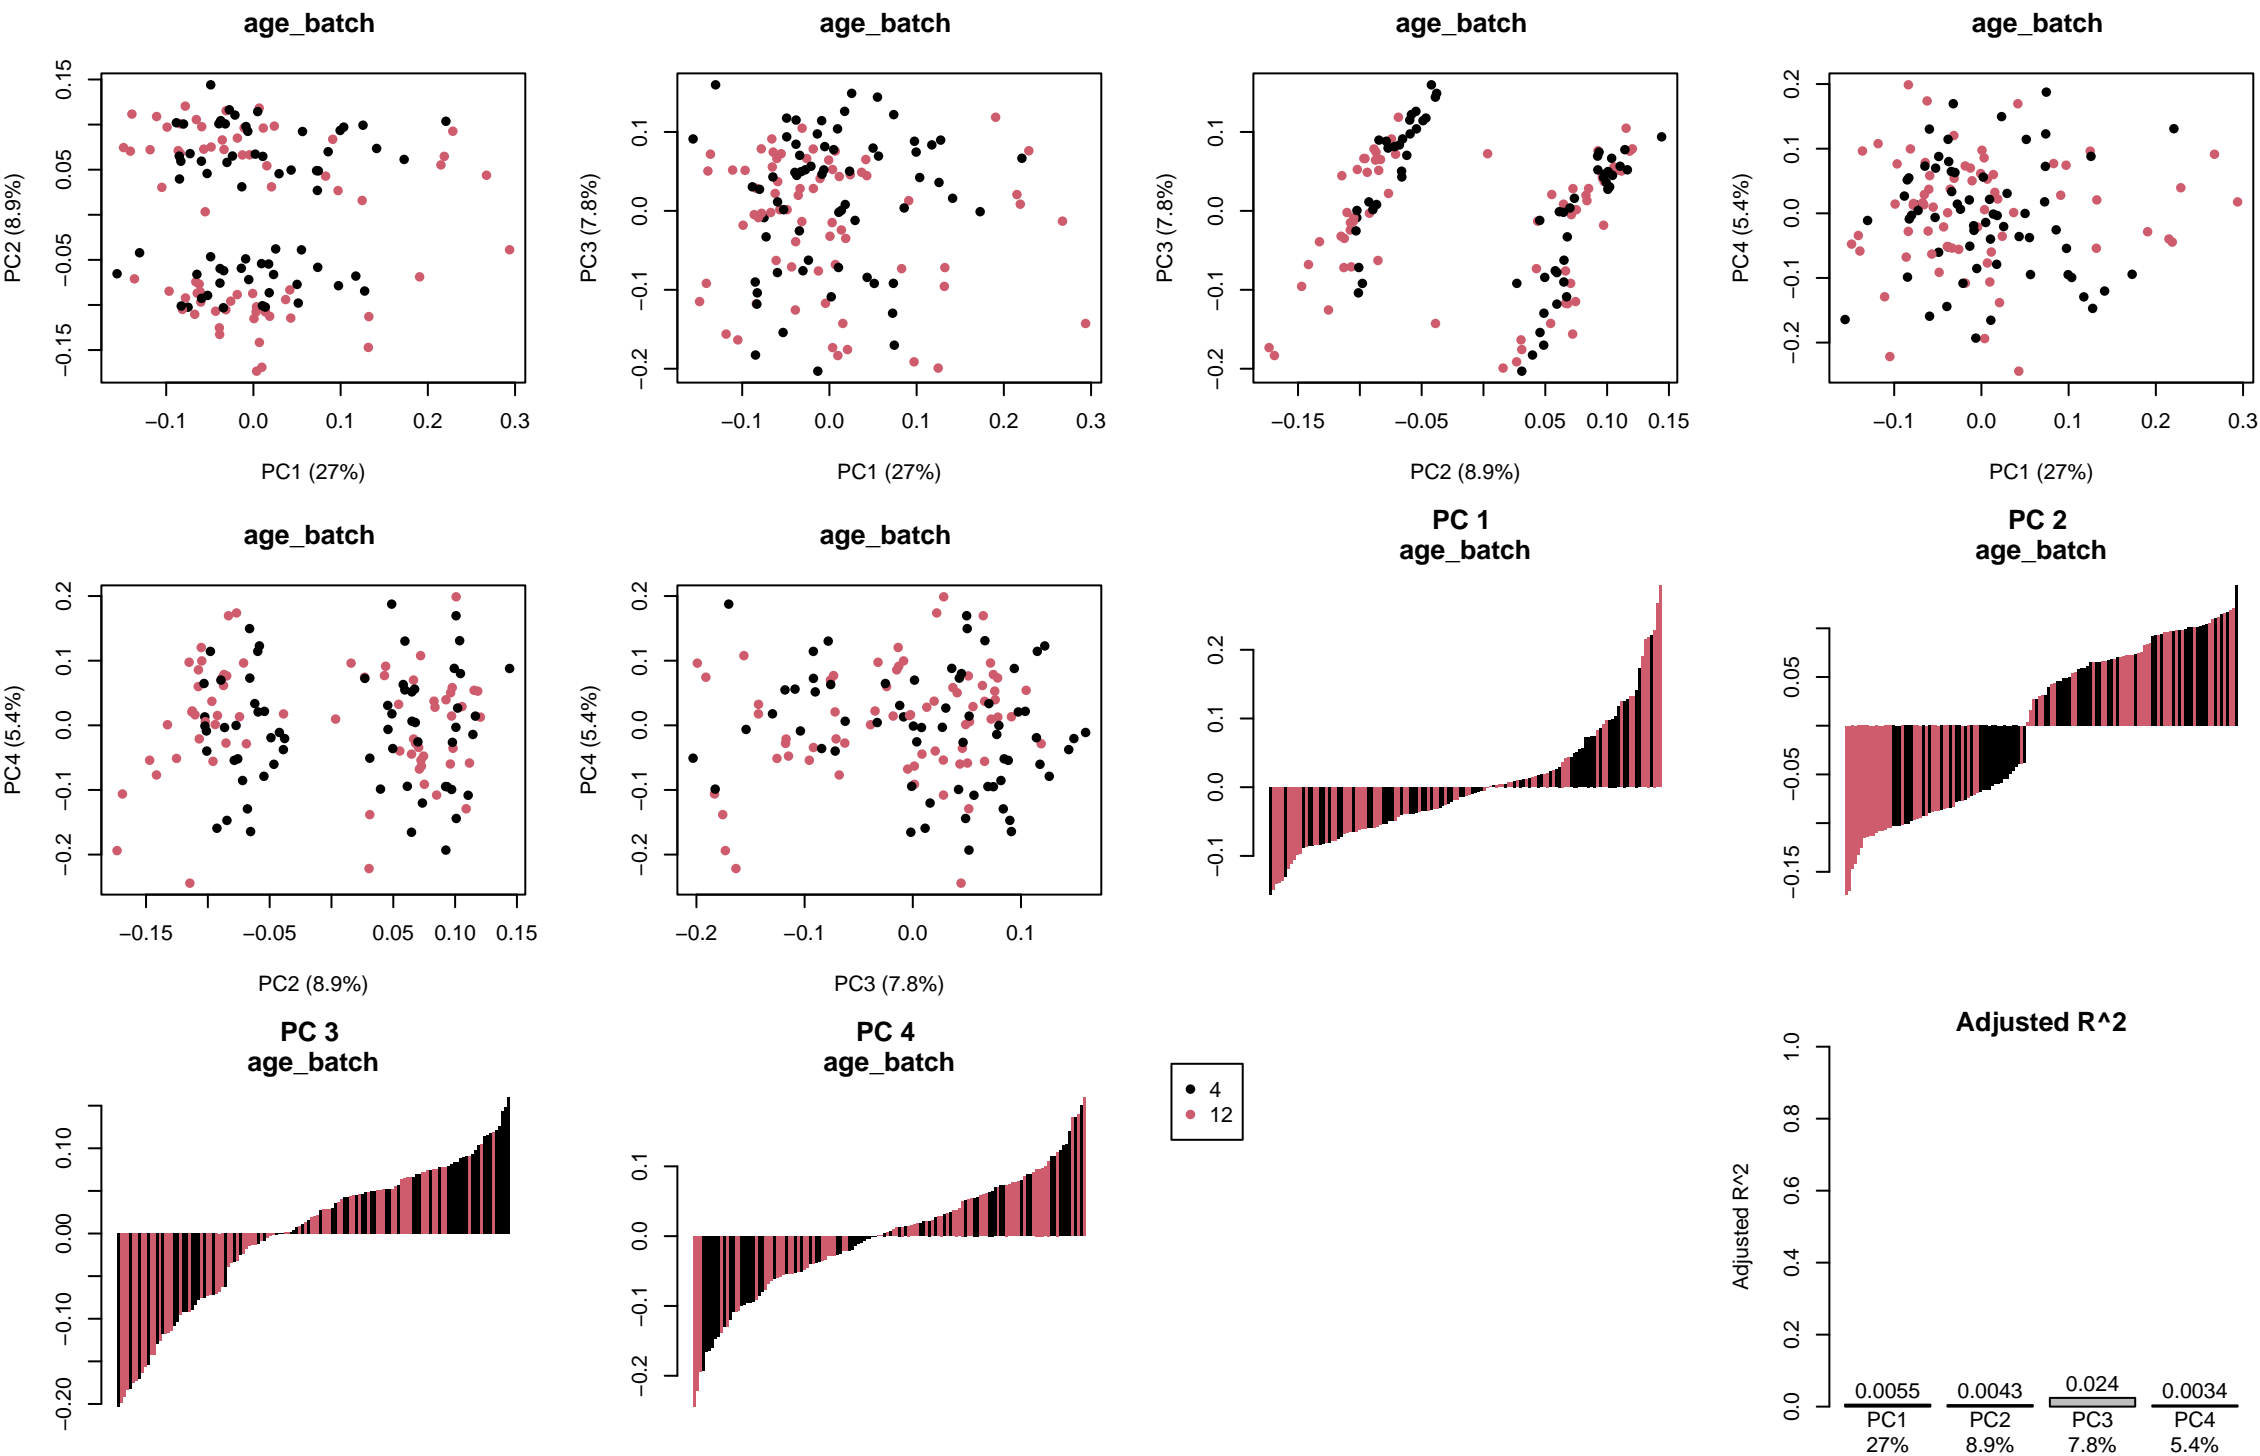 age_batch
0.15
0.05
−0.05
−0.15
PC2 (8.9%)
−0.1 0.0 0.1 0.2 0.3
PC1 (27%)
age_batch
0.1
0.0
−0.1
−0.2
PC3 (7.8%)
−0.1 0.0 0.1 0.2 0.3
PC1 (27%)
age_batch
0.1
0.0
−0.1
−0.2
PC3 (7.8%)
−0.15 −0.05 0.05 0.10 0.15
PC2 (8.9%)
age_batch
0.2
0.1
0.0
−0.1
−0.2
PC4 (5.4%)
−0.1 0.0 0.1 0.2 0.3
PC1 (27%)
age_batch
0.2
0.1
0.0
−0.1
−0.2
PC4 (5.4%)
−0.15 −0.05 0.05 0.10 0.15
PC2 (8.9%)
age_batch
0.2
0.1
0.0
−0.1
−0.2
PC4 (5.4%)
−0.2 −0.1 0.0 0.1
PC3 (7.8%)
PC 1
age_batch
0.2
0.1
0.0
−0.1
PC 2
age_batch
0.05
−0.05
−0.15
PC 3
age_batch
0.10
0.00
−0.10
−0.20
PC 4
age_batch
0.1
0.0
−0.1
−0.2
4
12
Adjusted R^2
1.0
0.8
0.6
0.4
0.2
0.0
Adjusted R^2
0.0055 0.0043 0.024 0.0034
PC1 PC2 PC3 PC4
27% 8.9% 7.8% 5.4%